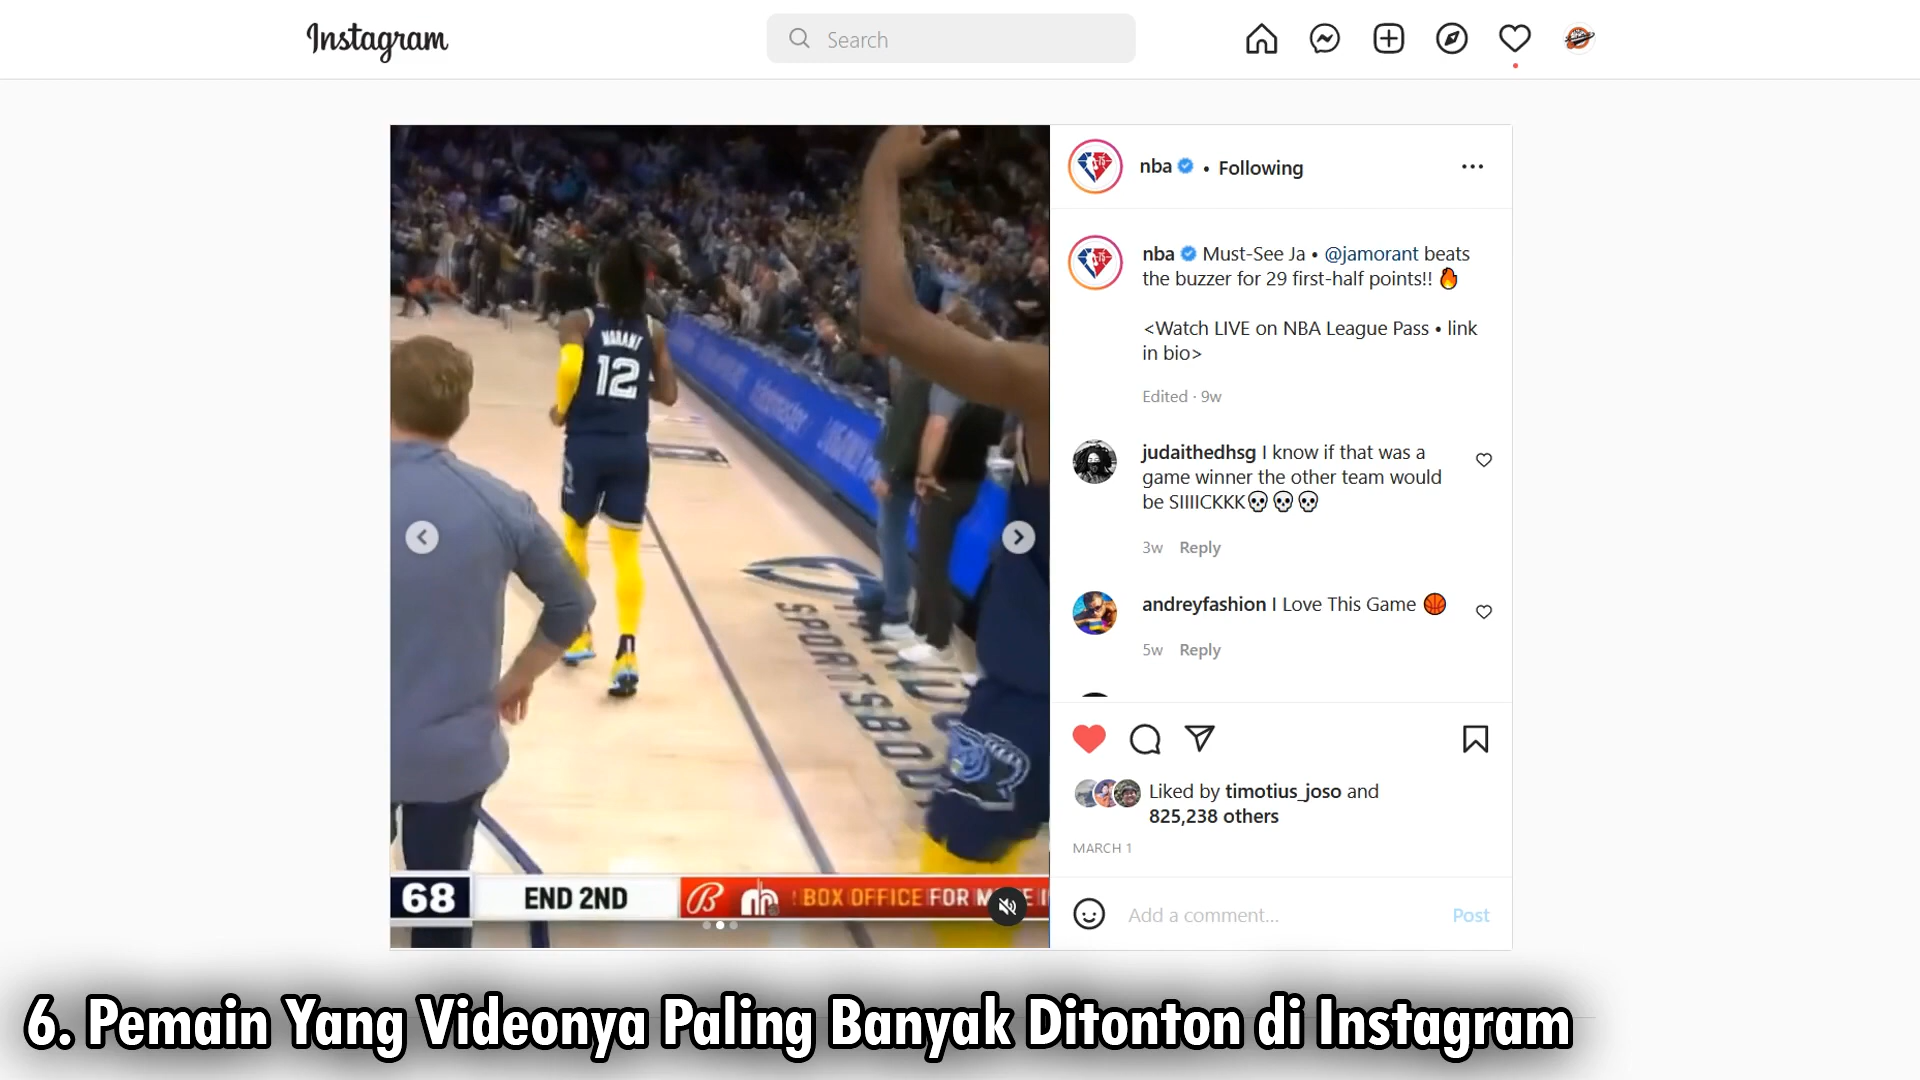 Instagram
Search
nba • Following
nba Must-See Ja • @jamorant beats
the buzzer for 29 first-half points!! 🔥
<Watch LIVE on NBA League Pass • link
in bio>
Edited · 9w
judaithedhsg I know if that was a
game winner the other team would
be SIIIICKKK💀💀💀
3w Reply
andreyfashion I Love This Game 🏀
5w Reply
Liked by timotius_joso and
825,238 others
MARCH 1
Add a comment... Post
MORANT
12
SPORTSBO
68 END 2ND BOX OFFICE FOR
6. Pemain Yang Videonya Paling Banyak Ditonton di Instagram